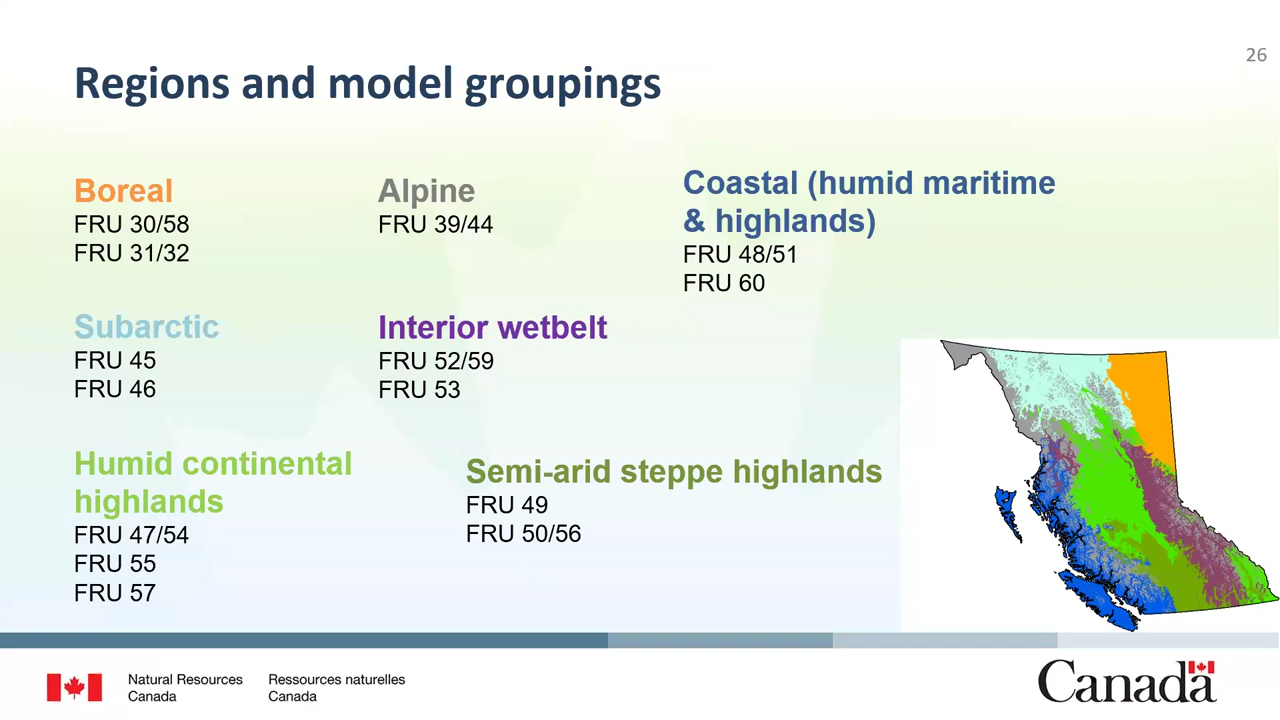 26
Regions and model groupings
Boreal
FRU 30/58
FRU 31/32
Alpine
FRU 39/44
Coastal (humid maritime
& highlands)
FRU 48/51
FRU 60
Subarctic
FRU 45
FRU 46
Interior wetbelt
FRU 52/59
FRU 53
Humid continental
highlands
FRU 47/54
FRU 55
FRU 57
Semi-arid steppe highlands
FRU 49
FRU 50/56
Natural Resources
Canada
Ressources naturelles
Canada
Canada